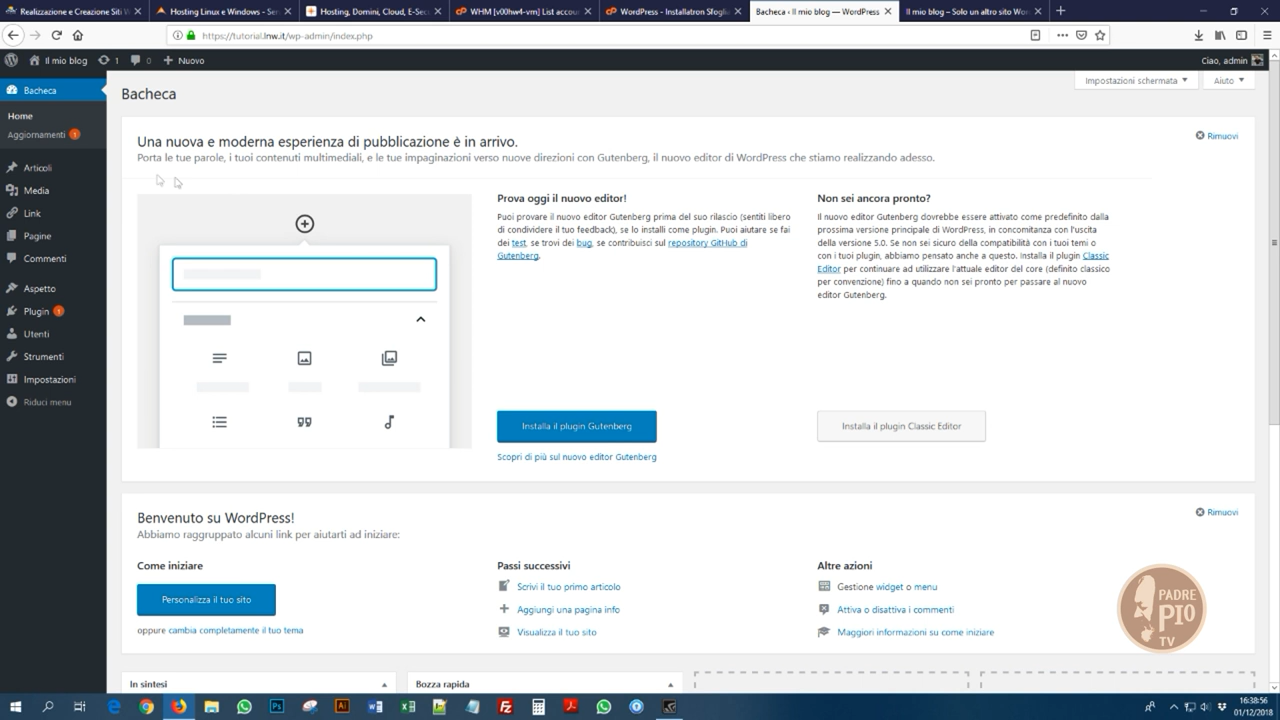 Realizzazione e Creazione Siti W
Hosting Linux e Windows - Ser
Hosting, Domini, Cloud, E-Sec
WHM [v00hw4-vm] List accou
WordPress - Installatron Sfogli
Bacheca ‹ Il mio blog — WordPress
Il mio blog – Solo un altro sito Wo
https://tutorial.lnw.it/wp-admin/index.php
Il mio blog
1
0
Nuovo
Ciao, admin
Bacheca
Home
Aggiornamenti 1
Articoli
Media
Link
Pagine
Commenti
Aspetto
Plugin 1
Utenti
Strumenti
Impostazioni
Riduci menu
Impostazioni schermata
Aiuto
Bacheca
Una nuova e moderna esperienza di pubblicazione è in arrivo.
Rimuovi
Porta le tue parole, i tuoi contenuti multimediali, e le tue impaginazioni verso nuove direzioni con Gutenberg, il nuovo editor di WordPress che stiamo realizzando adesso.
Prova oggi il nuovo editor!
Puoi provare il nuovo editor Gutenberg prima del suo rilascio (sentiti libero
di condividere il tuo feedback), se lo installi come plugin. Puoi aiutare se fai
dei test, se trovi dei bug, se contribuisci sul repository GitHub di
Gutenberg.
Installa il plugin Gutenberg
Scopri di più sul nuovo editor Gutenberg
Non sei ancora pronto?
Il nuovo editor Gutenberg dovrebbe essere attivato come predefinito dalla
prossima versione principale di WordPress, in concomitanza con l'uscita
della versione 5.0. Se non sei sicuro della compatibilità con i tuoi temi o
con i tuoi plugin, abbiamo pensato anche a questo. Installa il plugin Classic
Editor per continuare ad utilizzare l'attuale editor del core (definito classico
per convenzione) fino a quando non sei pronto per passare al nuovo
editor Gutenberg.
Installa il plugin Classic Editor
Benvenuto su WordPress!
Rimuovi
Abbiamo raggruppato alcuni link per aiutarti ad iniziare:
Come iniziare
Personalizza il tuo sito
oppure cambia completamente il tuo tema
Passi successivi
Scrivi il tuo primo articolo
Aggiungi una pagina info
Visualizza il tuo sito
Altre azioni
Gestione widget o menu
Attiva o disattiva i commenti
Maggiori informazioni su come iniziare
PADRE
PIO
TV
In sintesi
Bozza rapida
16:38:56
01/12/2018